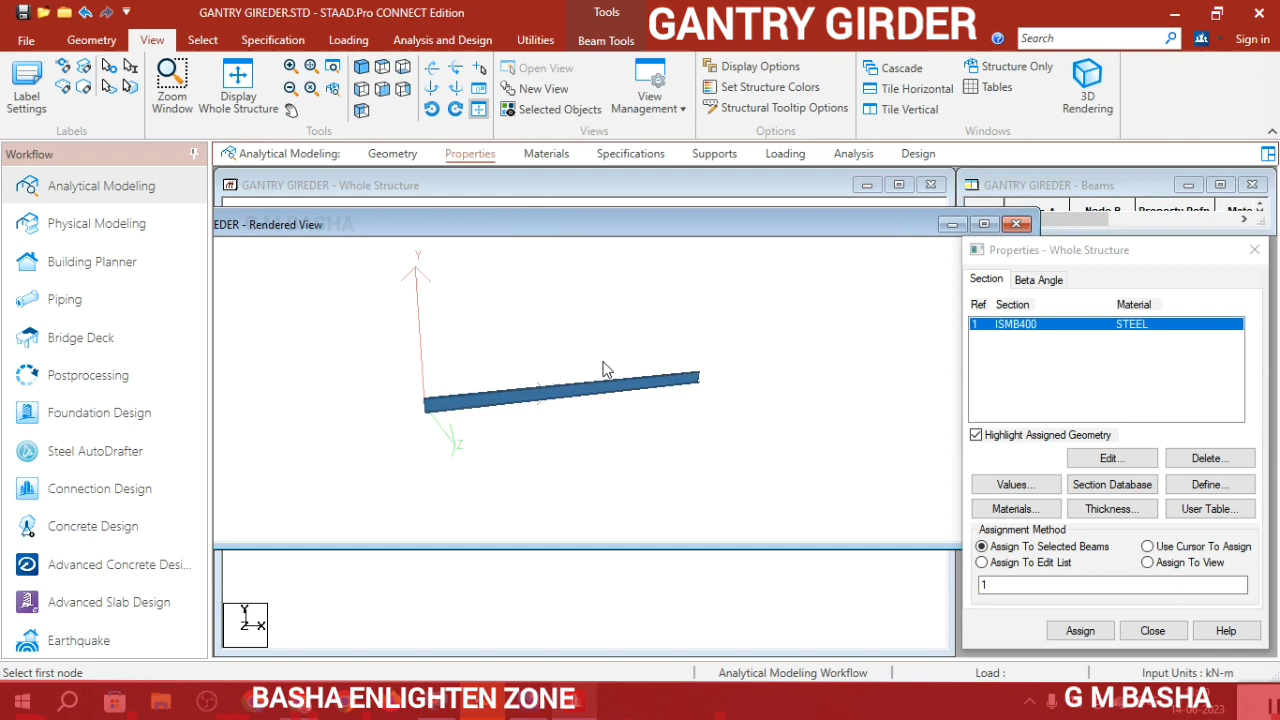 GANTRY GIREDER.STD - STAAD.Pro CONNECT Edition
Tools
GANTRY GIRDER
File
Geometry
View
Select
Specification
Loading
Analysis and Design
Utilities
Beam Tools
Search
Sign in
Label Settings
Zoom Window
Display Whole Structure
Open View
New View
Selected Objects
View Management
Display Options
Set Structure Colors
Structural Tooltip Options
Cascade
Tile Horizontal
Tile Vertical
Structure Only
Tables
3D Rendering
Labels
Tools
Views
Options
Windows
Workflow
Analytical Modeling:
Geometry
Properties
Materials
Specifications
Supports
Loading
Analysis
Design
Analytical Modeling
Physical Modeling
Building Planner
Piping
Bridge Deck
Postprocessing
Foundation Design
Steel AutoDrafter
Connection Design
Concrete Design
Advanced Concrete Desi...
Advanced Slab Design
Earthquake
GANTRY GIREDER - Whole Structure
GANTRY GIREDER - Beams
G M BASHA
EDER - Rendered View
Y
Z
Y
Z X
Properties - Whole Structure
Section
Beta Angle
Ref Section Material
1 ISMB400 STEEL
Highlight Assigned Geometry
Edit...
Delete...
Values...
Section Database
Define...
Materials...
Thickness...
User Table...
Assignment Method
Assign To Selected Beams
Use Cursor To Assign
Assign To Edit List
Assign To View
1
Assign
Close
Help
Select first node
Analytical Modeling Workflow
Load :
Input Units : kN-m
BASHA ENLIGHTEN ZONE
G M BASHA